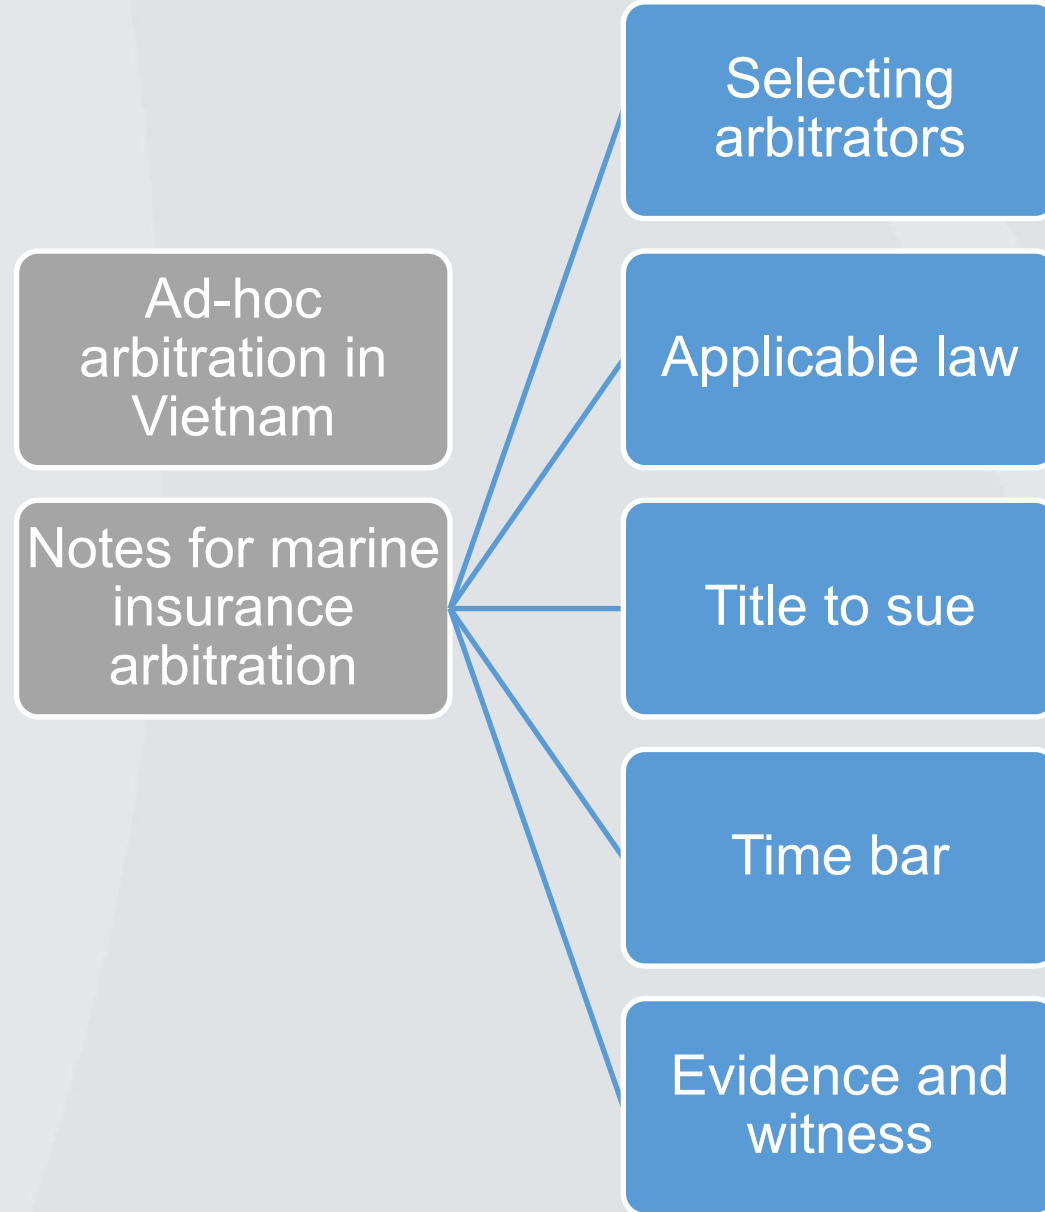 Ad-hoc
arbitration in
Vietnam
Notes for marine
insurance
arbitration
Selecting
arbitrators
Applicable law
Title to sue
Time bar
Evidence and
witness